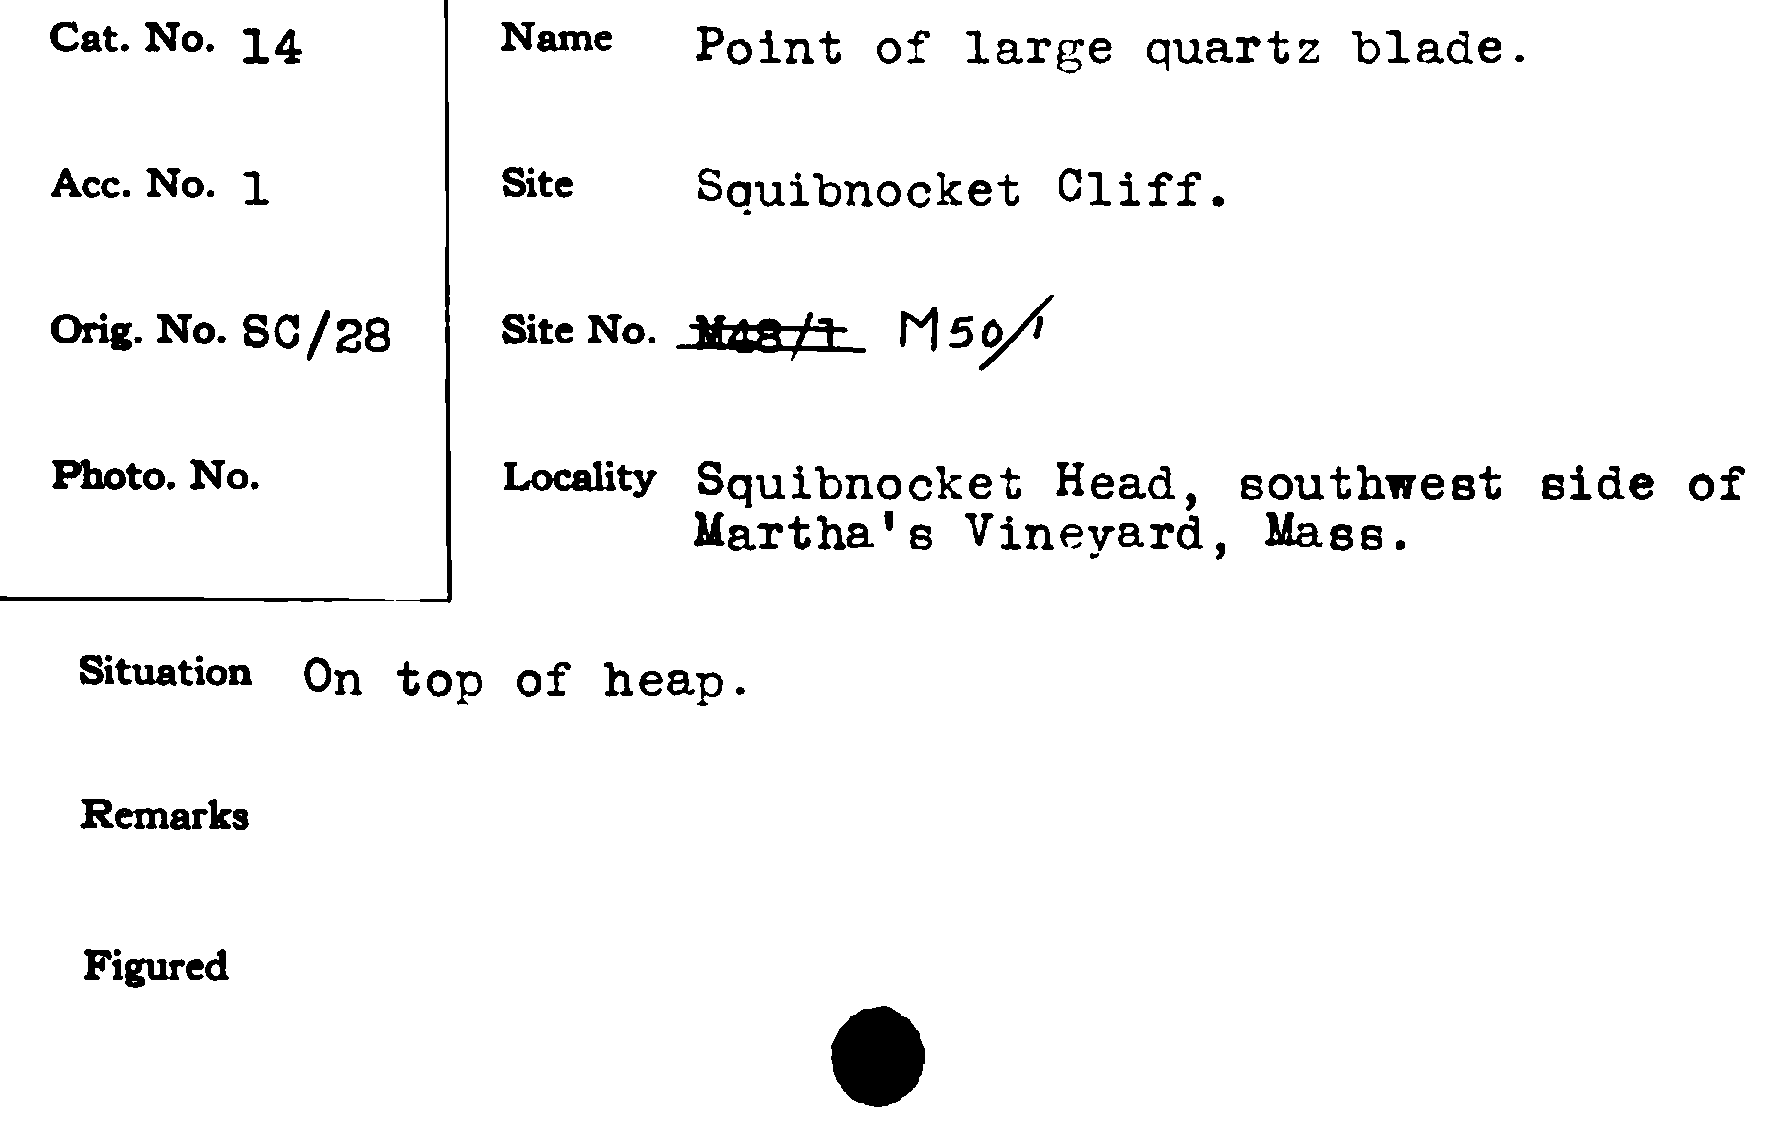 Cat. No. 14
Name Point of large quartz blade.
Acc. No. 1
Site Squibnocket Cliff.
Orig. No. SC/28
Site No. M48/1 M50/1
Photo. No.
Locality Squibnocket Head, southwest side of
Martha's Vineyard, Mass.
Situation On top of heap.
Remarks
Figured